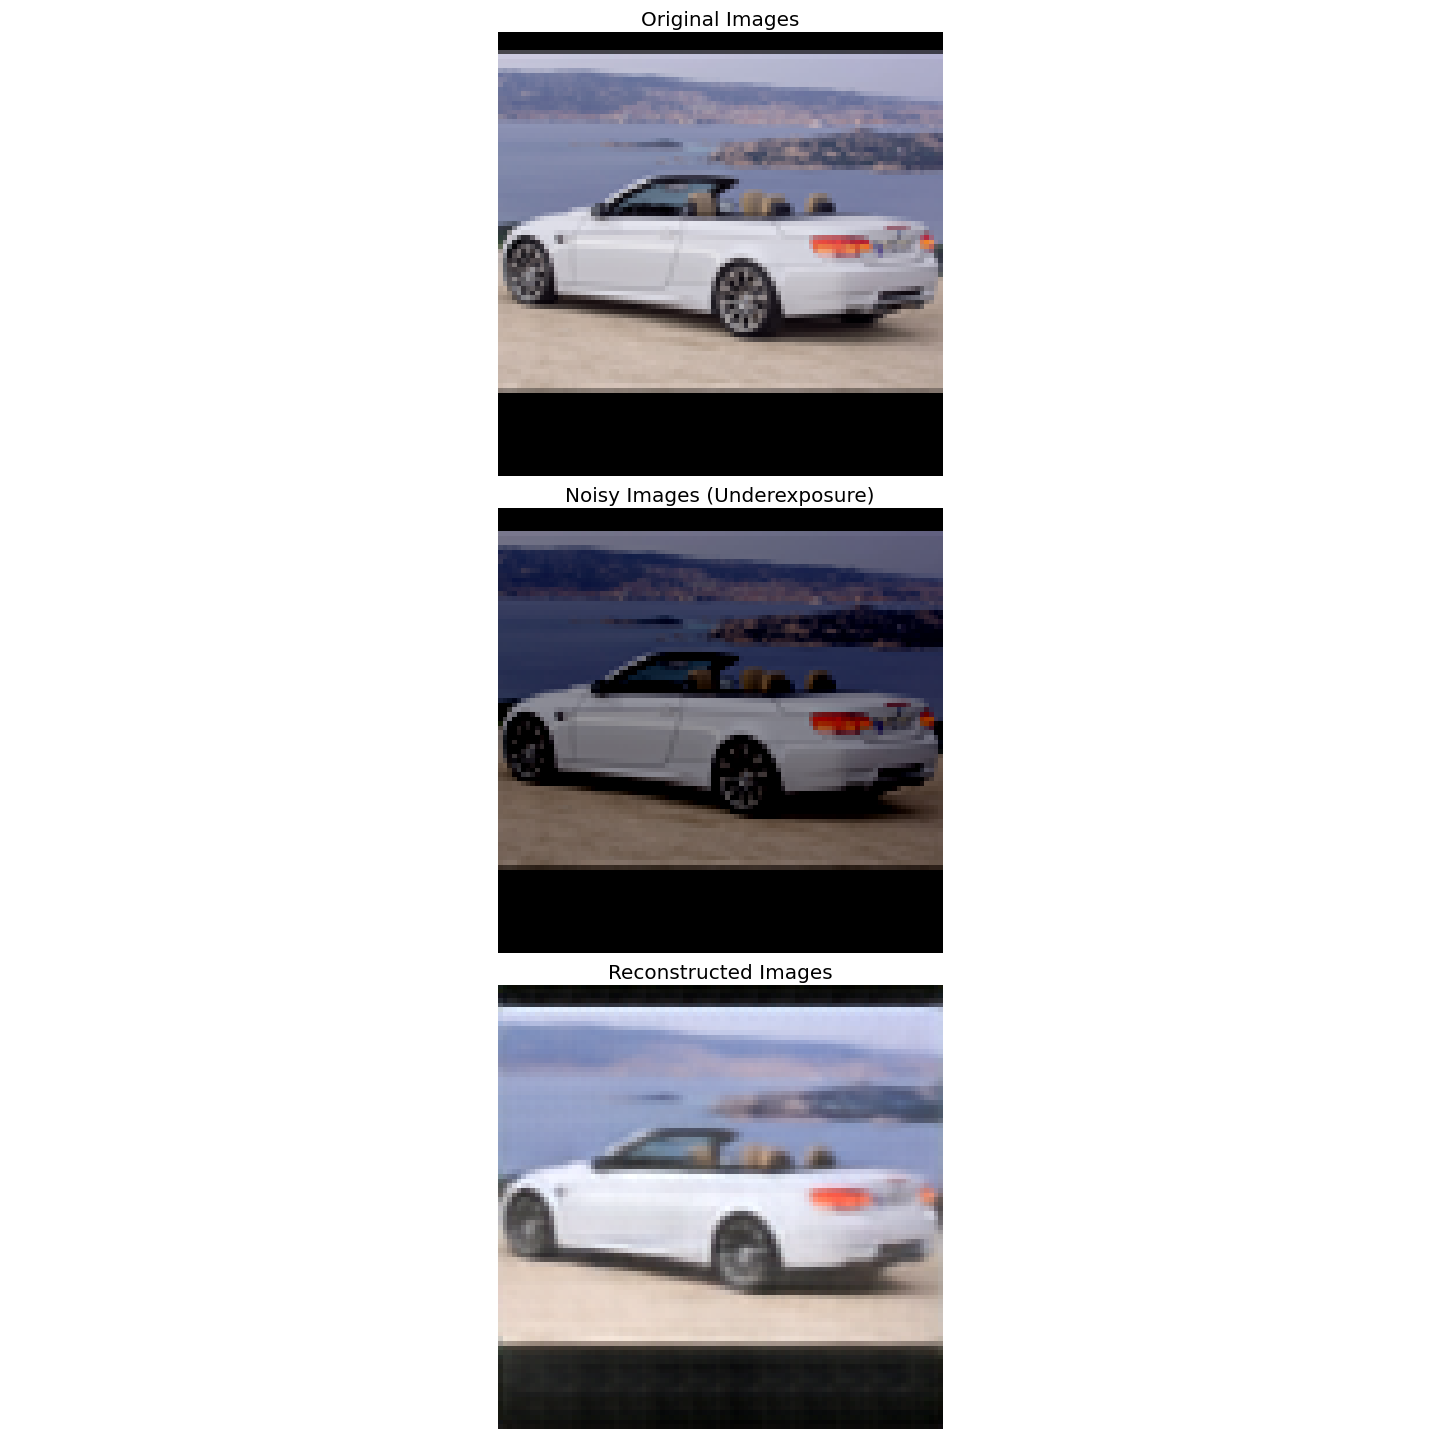 Original Images
Noisy Images (Underexposure)
Reconstructed Images